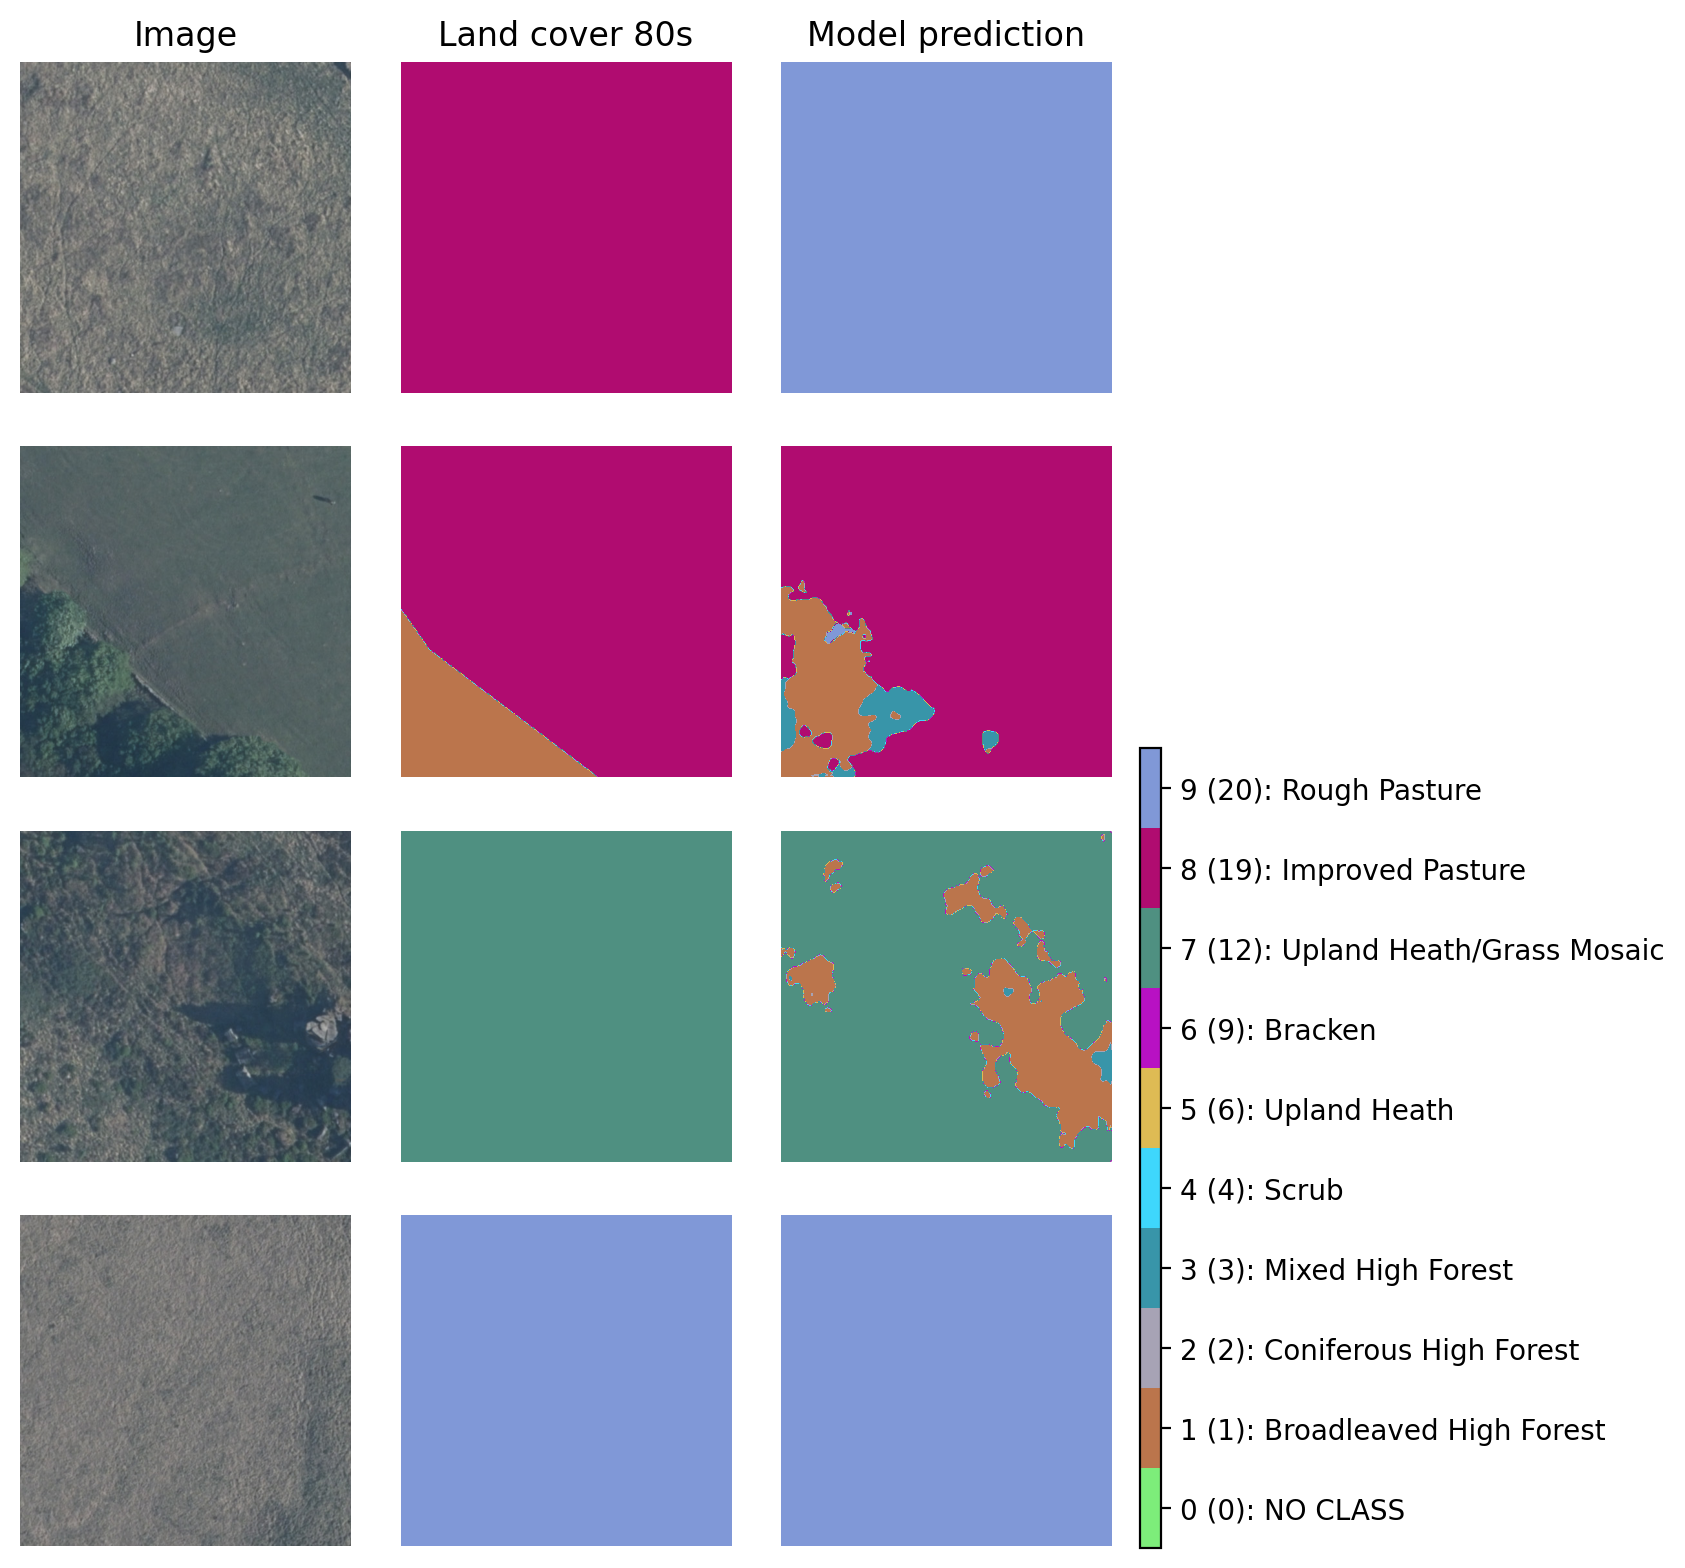 Image
Land cover 80s
Model prediction
9 (20): Rough Pasture
8 (19): Improved Pasture
7 (12): Upland Heath/Grass Mosaic
6 (9): Bracken
5 (6): Upland Heath
4 (4): Scrub
3 (3): Mixed High Forest
2 (2): Coniferous High Forest
1 (1): Broadleaved High Forest
0 (0): NO CLASS